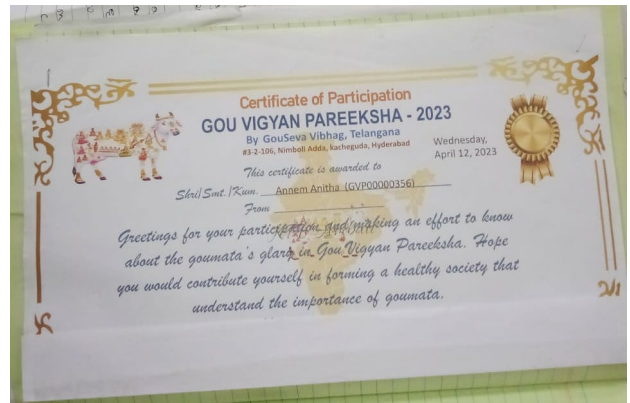 Certificate of Participation
GOU VIGYAN PAREEKSHA - 2023
By GouSeva Vibhag, Telangana
#3-2-106, Nimboli Adda, kacheguda, Hyderabad
Wednesday,
April 12, 2023
This certificate is awarded to
Shri/Smt./Kum. Annem Anitha (GVP00000356)
From
Greetings for your participation and making an effort to know
about the goumata's glary in Gou Vigyan Pareeksha. Hope
you would contribute yourself in forming a healthy society that
understand the importance of goumata.